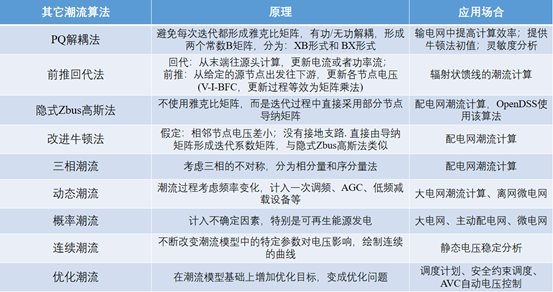 其它潮流算法 原理 应用场合
PQ解耦法 避免每次迭代都形成雅克比矩阵，有功/无功解耦，形成 输电网中提高计算效率；提供
两个常数B矩阵，分为：XB形式和 BX形式 牛顿法初值；灵敏度分析
前推回代法 回代：从末端往源头计算，更新电流或者功率流；
前推：从给定的源节点出发往下游，更新各节点电压 辐射状馈线的潮流计算
(V-I-BFC，更新过程等效为矩阵乘法)
隐式Zbus高斯法 不使用雅克比矩阵，而是迭代过程中直接采用部分节点 配电网潮流计算，OpenDSS使
导纳矩阵 用该算法
改进牛顿法 假定：相邻节点电压差小；没有接地支路. 直接由导纳 配电网潮流计算
矩阵形成迭代系数矩阵，与隐式Zbus高斯法类似
三相潮流 考虑三相的不对称，分为相分量和序分量法 配电网潮流计算
动态潮流 潮流过程考虑频率变化，计入一次调频、AGC、低频减 大电网潮流计算、离网微电网
载设备等
概率潮流 计入不确定因素，特别是可再生能源发电 大电网、主动配电网、微电网
连续潮流 不断改变潮流模型中的特定参数对电压影响，绘制连续 静态电压稳定分析
的曲线
优化潮流 在潮流模型基础上增加优化目标，变成优化问题 调度计划、安全约束调度、
AVC自动电压控制